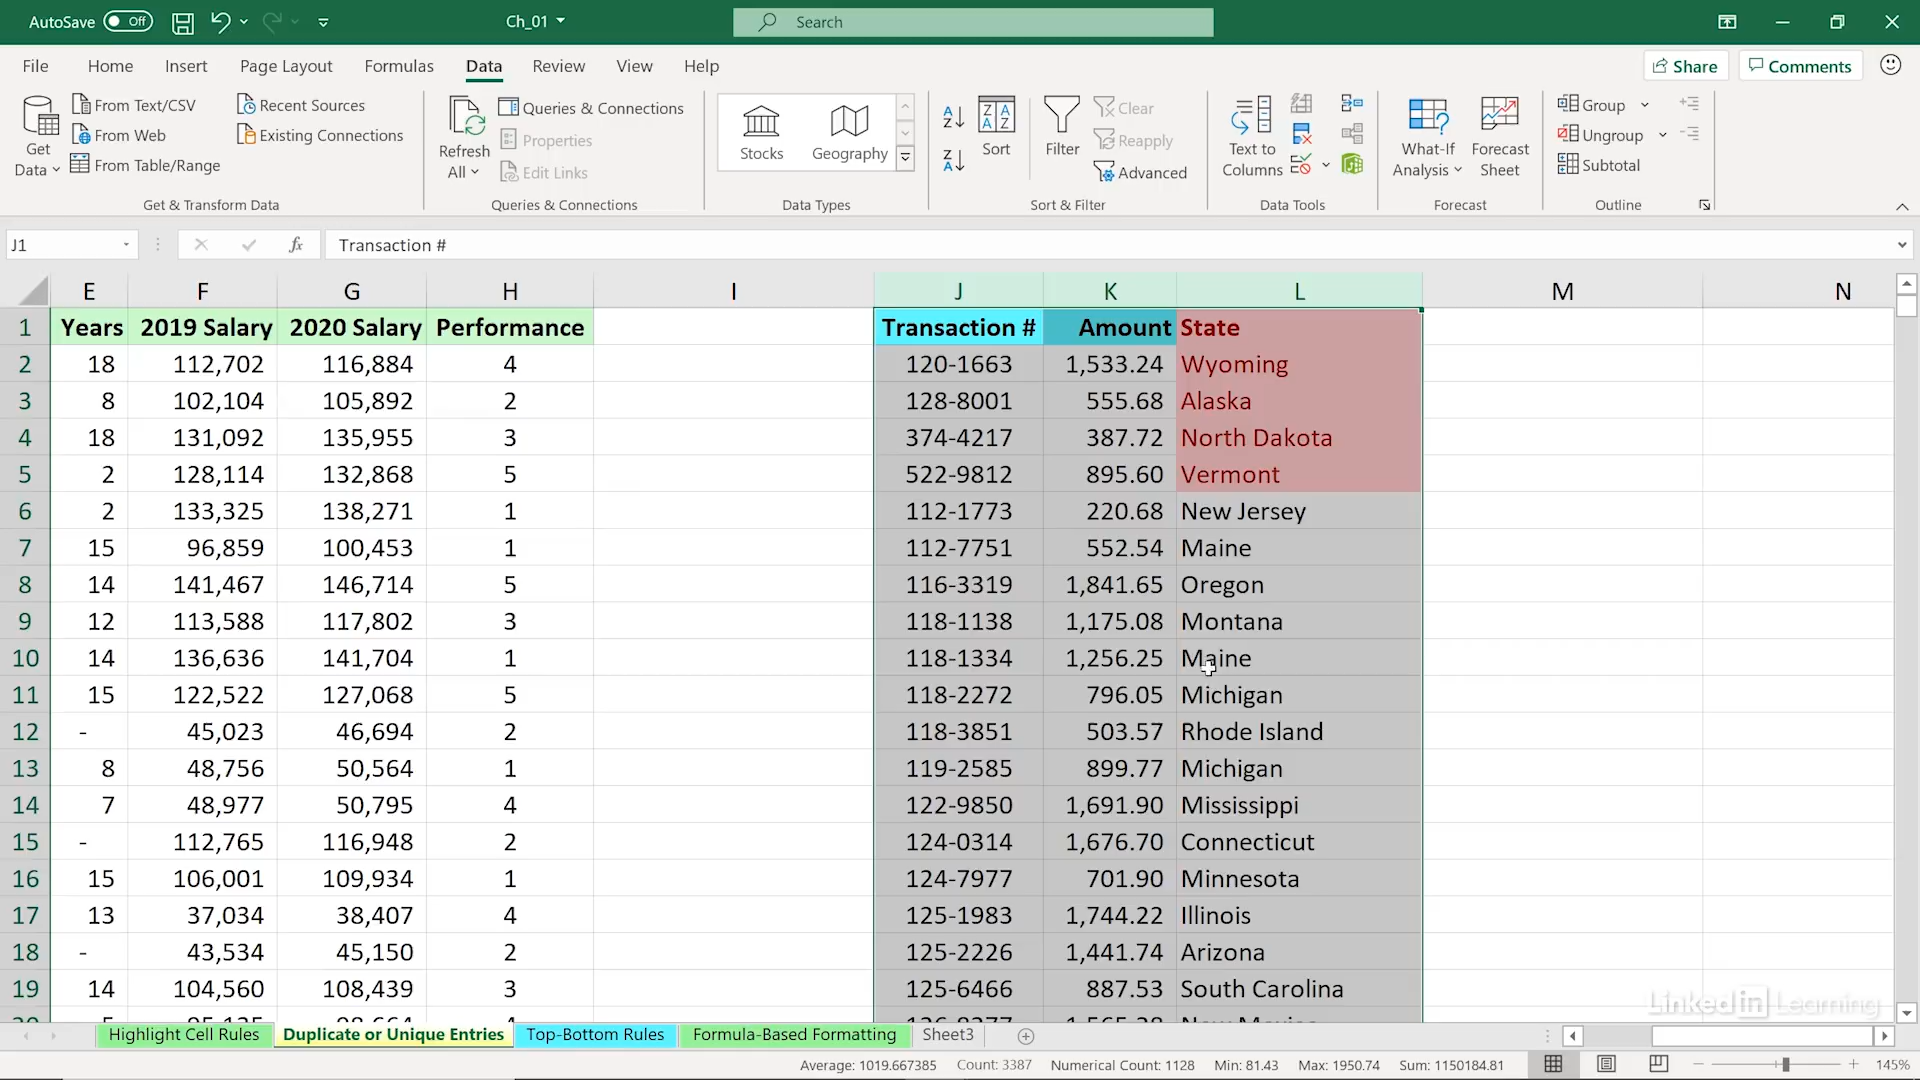 AutoSave Off Ch_01 Search
File Home Insert Page Layout Formulas Data Review View Help Share Comments
From Text/CSV Recent Sources
From Web Existing Connections
From Table/Range
Get Data
Refresh All
Queries & Connections
Properties
Edit Links
Stocks Geography
Sort Filter
Clear
Reapply
Advanced
Text to Columns
What-If Analysis
Forecast Sheet
Group
Ungroup
Subtotal
Get & Transform Data Queries & Connections Data Types Sort & Filter Data Tools Forecast Outline
J1 fx Transaction #
E F G H I J K L M N
1 Years 2019 Salary 2020 Salary Performance Transaction # Amount State
2 18 112,702 116,884 4 120-1663 1,533.24 Wyoming
3 8 102,104 105,892 2 128-8001 555.68 Alaska
4 18 131,092 135,955 3 374-4217 387.72 North Dakota
5 2 128,114 132,868 5 522-9812 895.60 Vermont
6 2 133,325 138,271 1 112-1773 220.68 New Jersey
7 15 96,859 100,453 1 112-7751 552.54 Maine
8 14 141,467 146,714 5 116-3319 1,841.65 Oregon
9 12 113,588 117,802 3 118-1138 1,175.08 Montana
10 14 136,636 141,704 1 118-1334 1,256.25 Maine
11 15 122,522 127,068 5 118-2272 796.05 Michigan
12 - 45,023 46,694 2 118-3851 503.57 Rhode Island
13 8 48,756 50,564 1 119-2585 899.77 Michigan
14 7 48,977 50,795 4 122-9850 1,691.90 Mississippi
15 - 112,765 116,948 2 124-0314 1,676.70 Connecticut
16 15 106,001 109,934 1 124-7977 701.90 Minnesota
17 13 37,034 38,407 4 125-1983 1,744.22 Illinois
18 - 43,534 45,150 2 125-2226 1,441.74 Arizona
19 14 104,560 108,439 3 125-6466 887.53 South Carolina
LinkedIn Learning
Highlight Cell Rules Duplicate or Unique Entries Top-Bottom Rules Formula-Based Formatting Sheet3
Average: 1019.667385 Count: 3387 Numerical Count: 1128 Min: 81.43 Max: 1950.74 Sum: 1150184.81 145%